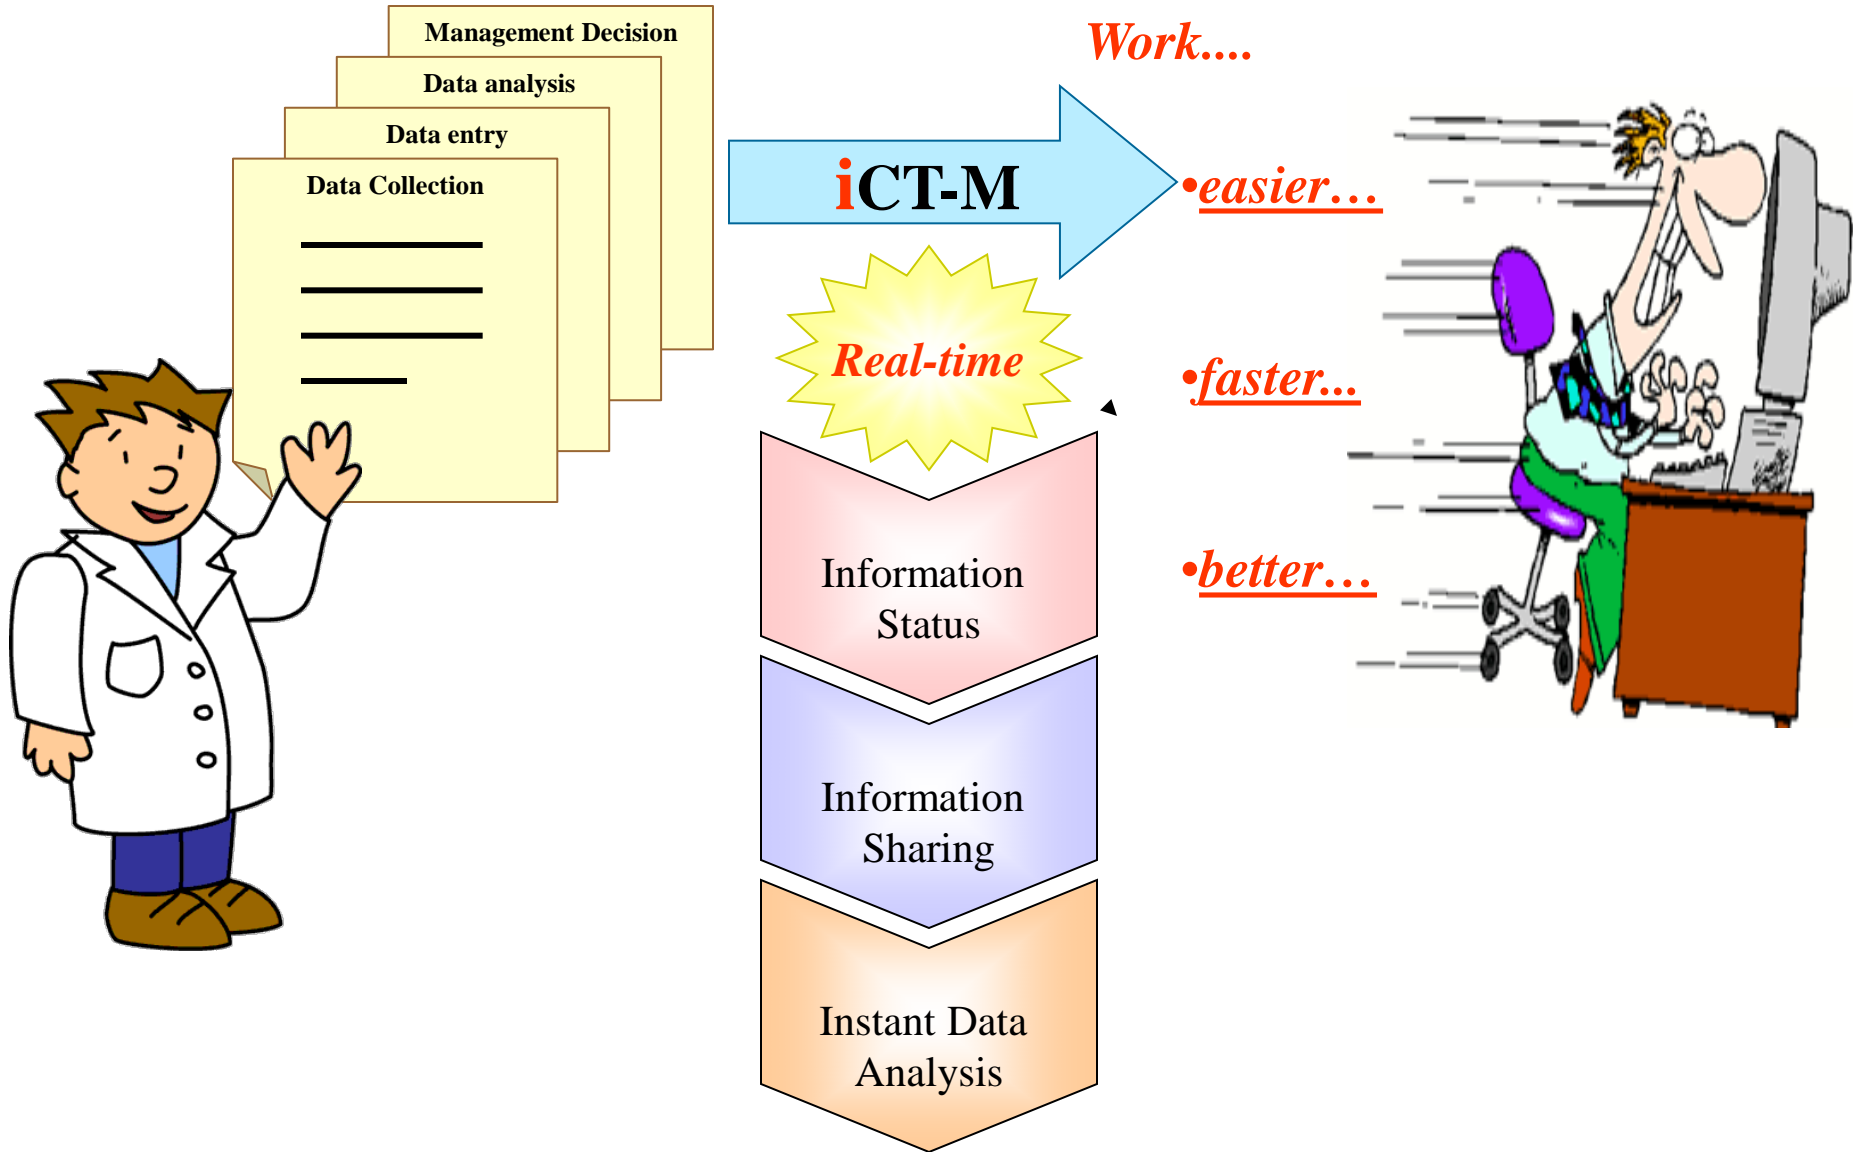 Management Decision
Data analysis
Data entry
Data Collection
iCT-M
Real-time
Information
Status
Information
Sharing
Instant Data
Analysis
Work....
•easier…
•faster...
•better…